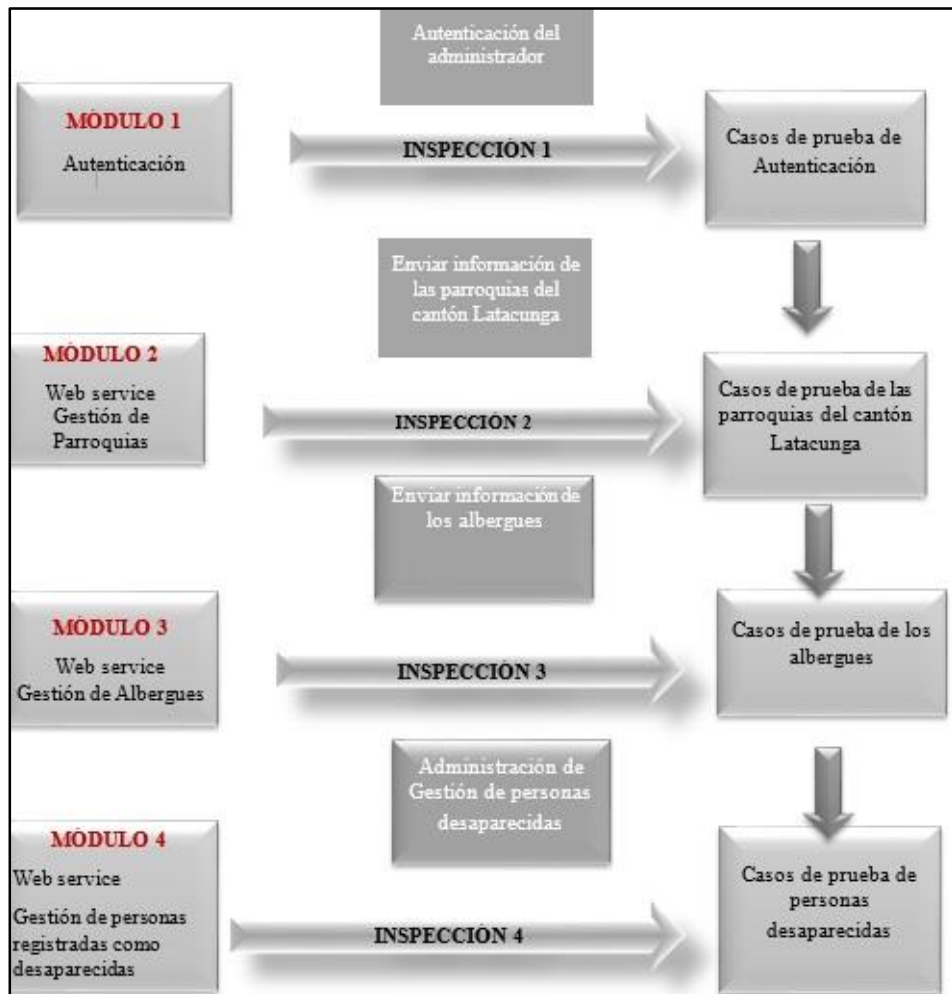 Autenticación del
administrador
MÓDULO 1
Autenticación
INSPECCIÓN 1
Casos de prueba de
Autenticación
Enviar información de
las parroquias del
cantón Latacunga
MÓDULO 2
Web service
Gestión de
Parroquias
INSPECCIÓN 2
Casos de prueba de las
parroquias del cantón
Latacunga
Enviar información de
los albergues
MÓDULO 3
Web service
Gestión de Albergues
INSPECCIÓN 3
Casos de prueba de los
albergues
Administración de
Gestión de personas
desaparecidas
MÓDULO 4
Web service
Gestión de personas
registradas como
desaparecidas
INSPECCIÓN 4
Casos de prueba de
personas
desaparecidas